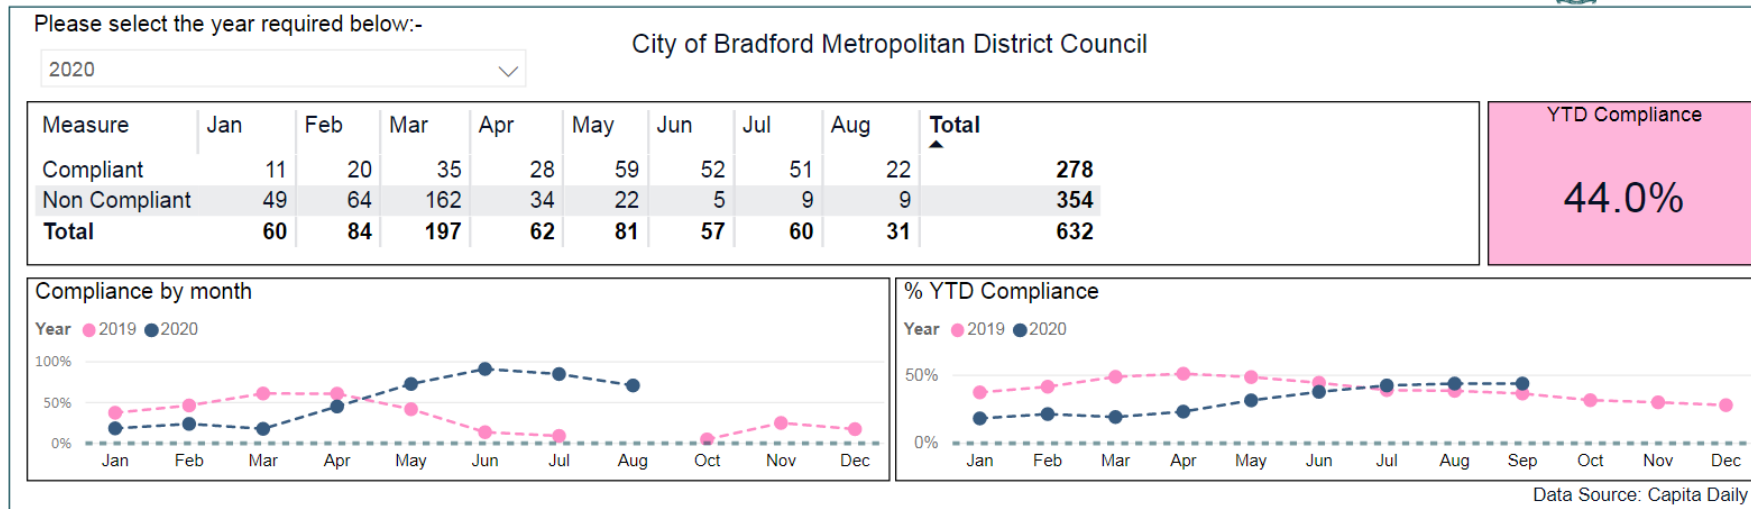 Please select the year required below:-
City of Bradford Metropolitan District Council
2020
Measure Jan Feb Mar Apr May Jun Jul Aug Total
Compliant 11 20 35 28 59 52 51 22 278
Non Compliant 49 64 162 34 22 5 9 9 354
Total 60 84 197 62 81 57 60 31 632
YTD Compliance
44.0%
Compliance by month
Year 2019 2020
100%
50%
0%
Jan Feb Mar Apr May Jun Jul Aug Oct Nov Dec
% YTD Compliance
Year 2019 2020
50%
0%
Jan Feb Mar Apr May Jun Jul Aug Sep Oct Nov Dec
Data Source: Capita Daily